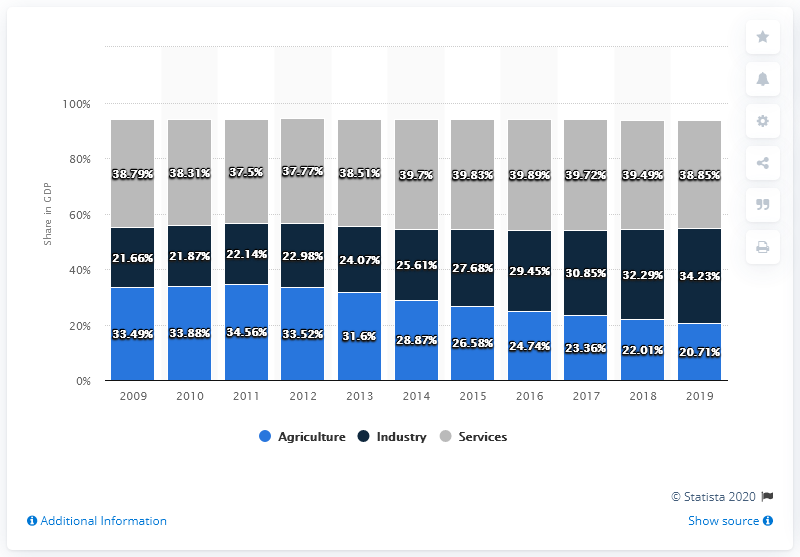 Share in GDP
100%
80%
60%
40%
20%
0%
38.79% 38.31% 37.5% 37.77% 38.51% 39.7% 39.83% 39.89% 39.72% 39.49% 38.85%
21.66% 21.87% 22.14% 22.98% 24.07% 25.61% 27.68% 29.45% 30.85% 32.29% 34.23%
33.49% 33.88% 34.56% 33.52% 31.6% 28.87% 26.58% 24.74% 23.36% 22.01% 20.71%
2009 2010 2011 2012 2013 2014 2015 2016 2017 2018 2019
Agriculture Industry Services
© Statista 2020
Additional Information Show source